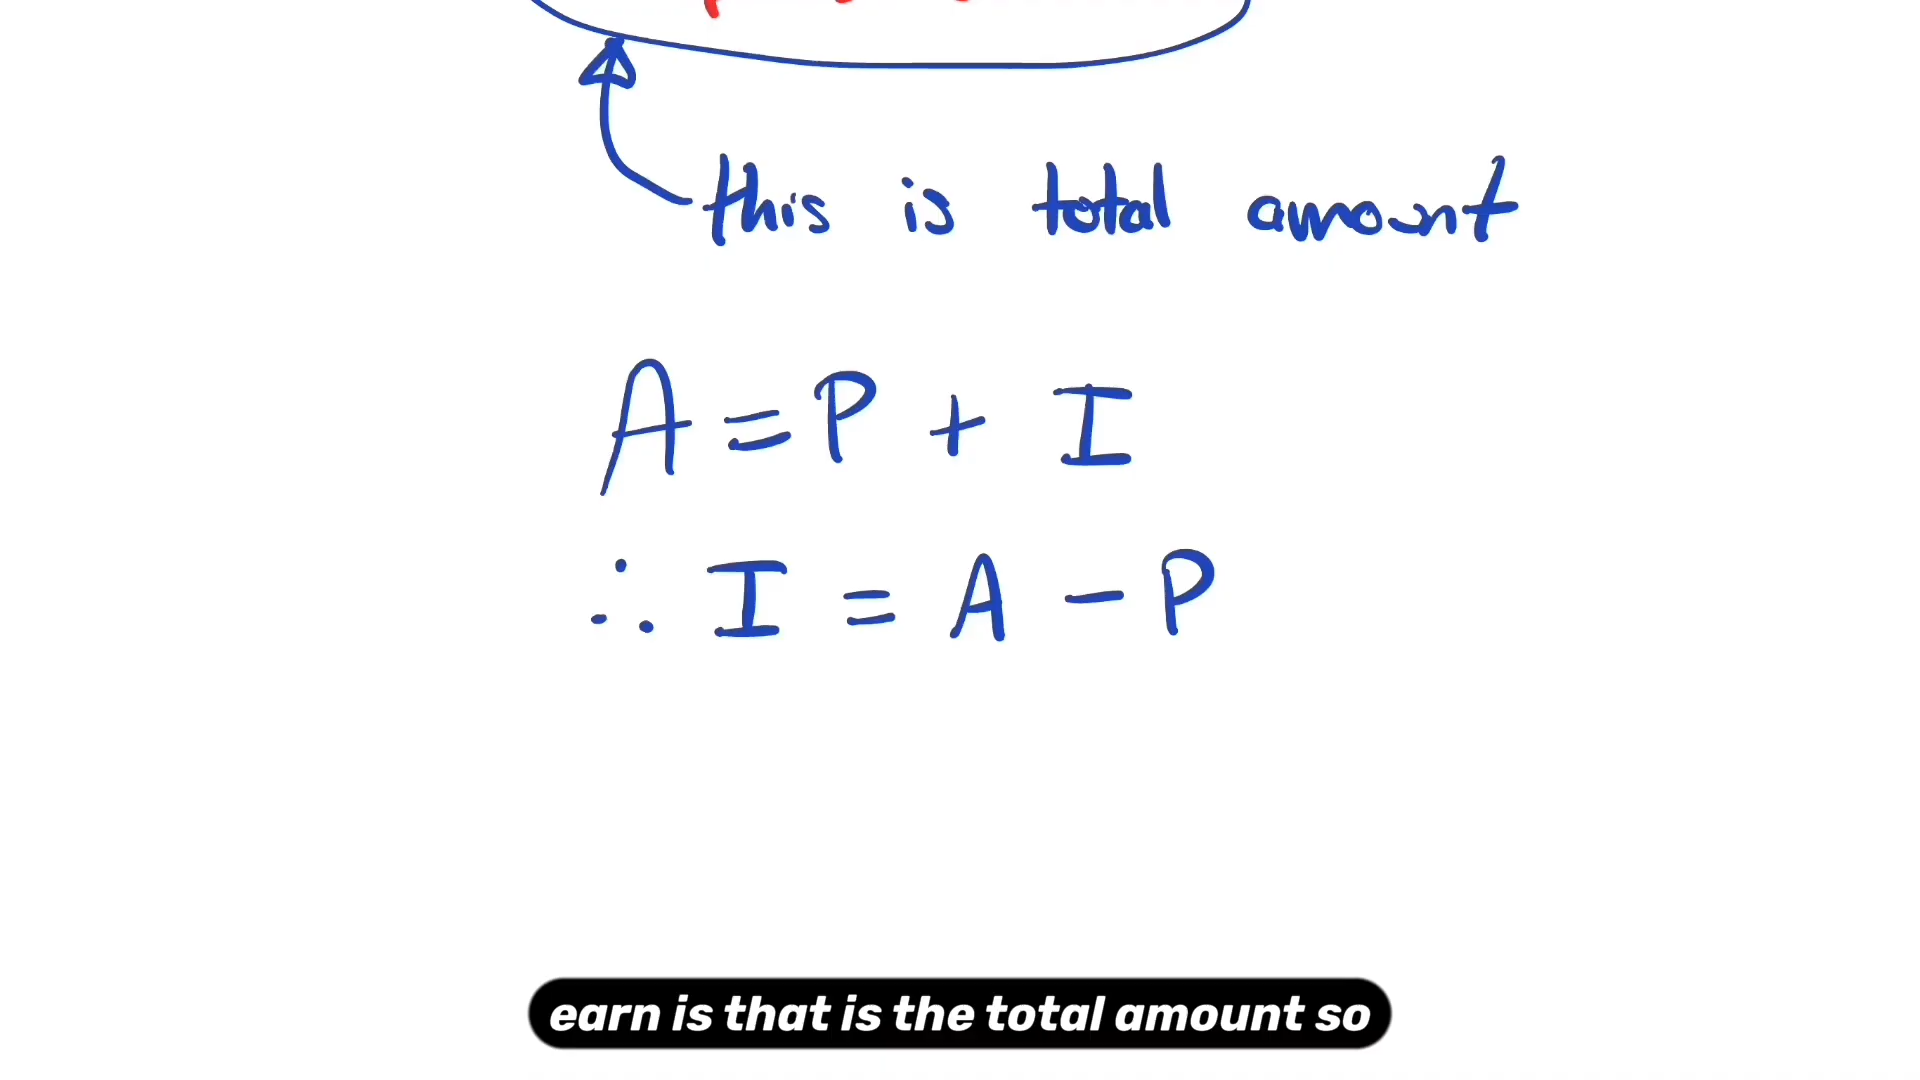 this is total amount
A = P + I
∴ I = A - P
earn is that is the total amount so